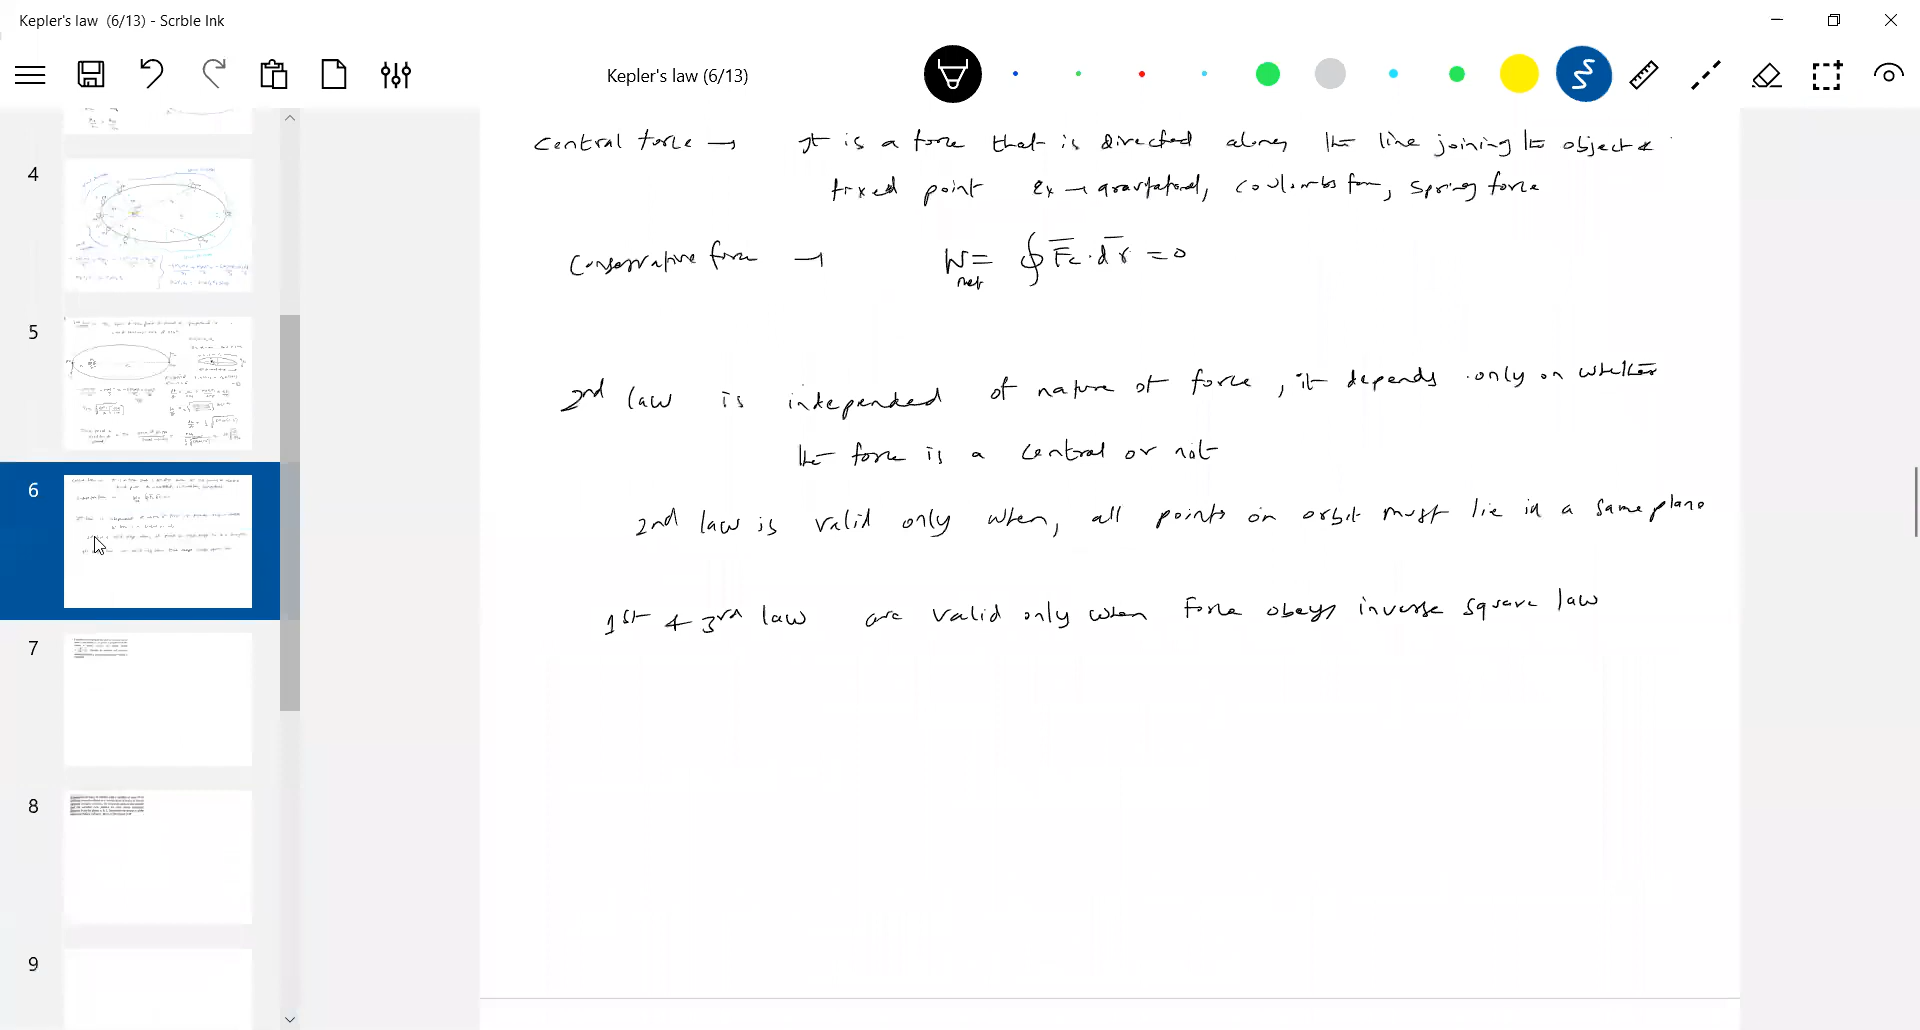 Kepler's law (6/13) - Scrble Ink
Kepler's law (6/13)
4
5
6
7
8
9
Central force → It is a force that is directed along the line joining the object &
fixed point Ex → gravitational, coulombs force, spring force
Conservative force → W_net = ∮ F̅c · d r̅ = 0
2nd law is independed of nature of force, it depends only on whether
the force is a central or not
2nd law is valid only when, all points on orbit must lie in a same plane
1st & 3rd law are valid only when Force obeys inverse square law